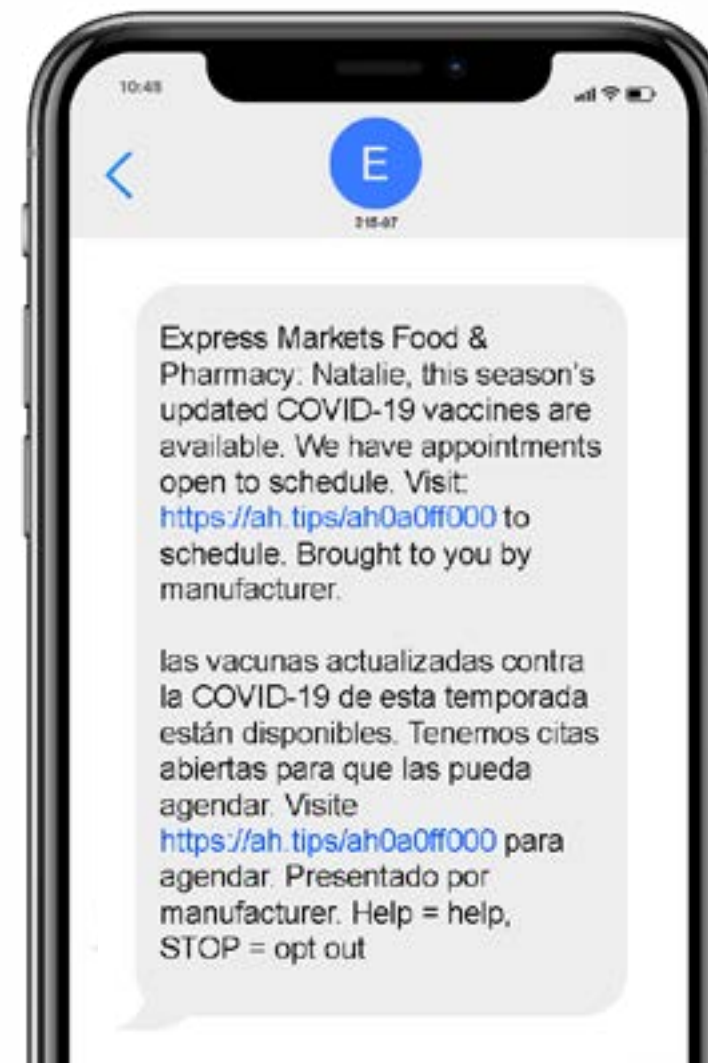 10:48
E
Express Markets Food &
Pharmacy: Natalie, this season's
updated COVID-19 vaccines are
available. We have appointments
open to schedule. Visit:
https://ah.tips/ah0a0ff000 to
schedule. Brought to you by
manufacturer.
las vacunas actualizadas contra
la COVID-19 de esta temporada
están disponibles. Tenemos citas
abiertas para que las pueda
agendar. Visite
https://ah.tips/ah0a0ff000 para
agendar. Presentado por
manufacturer. Help = help,
STOP = opt out